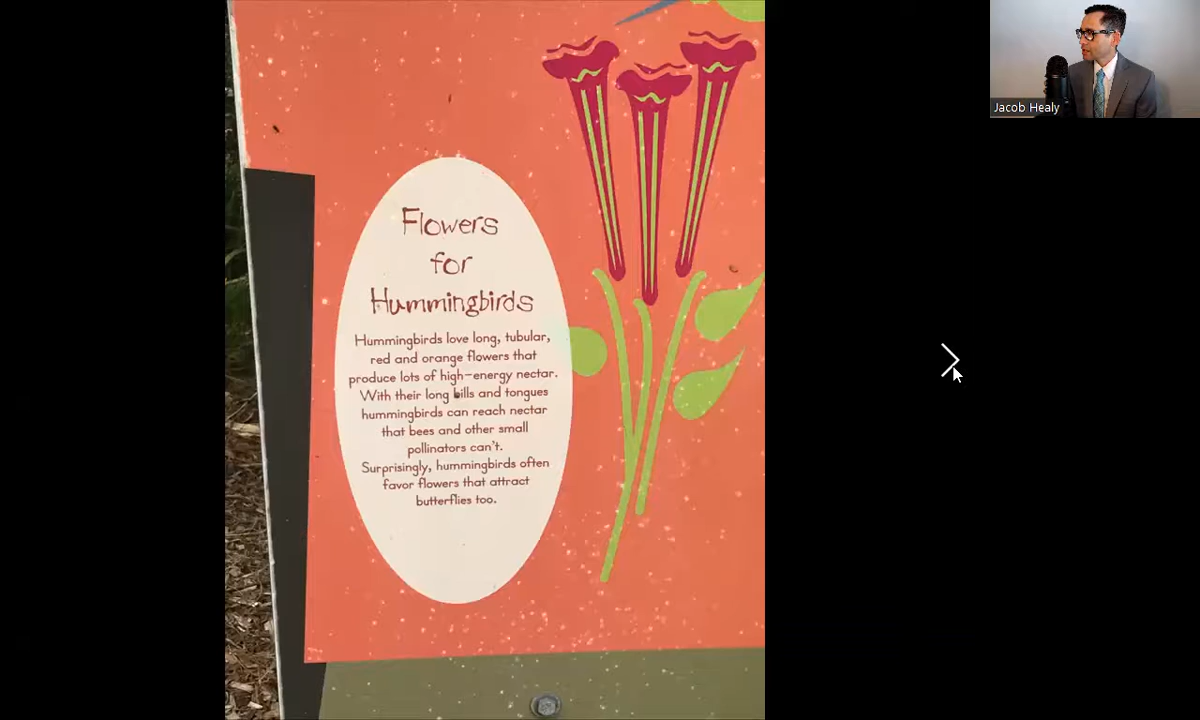 Jacob Healy
Flowers
for
Hummingbirds
Hummingbirds love long, tubular,
red and orange flowers that
produce lots of high-energy nectar.
With their long bills and tongues
hummingbirds can reach nectar
that bees and other small
pollinators can't.
Surprisingly, hummingbirds often
favor flowers that attract
butterflies too.